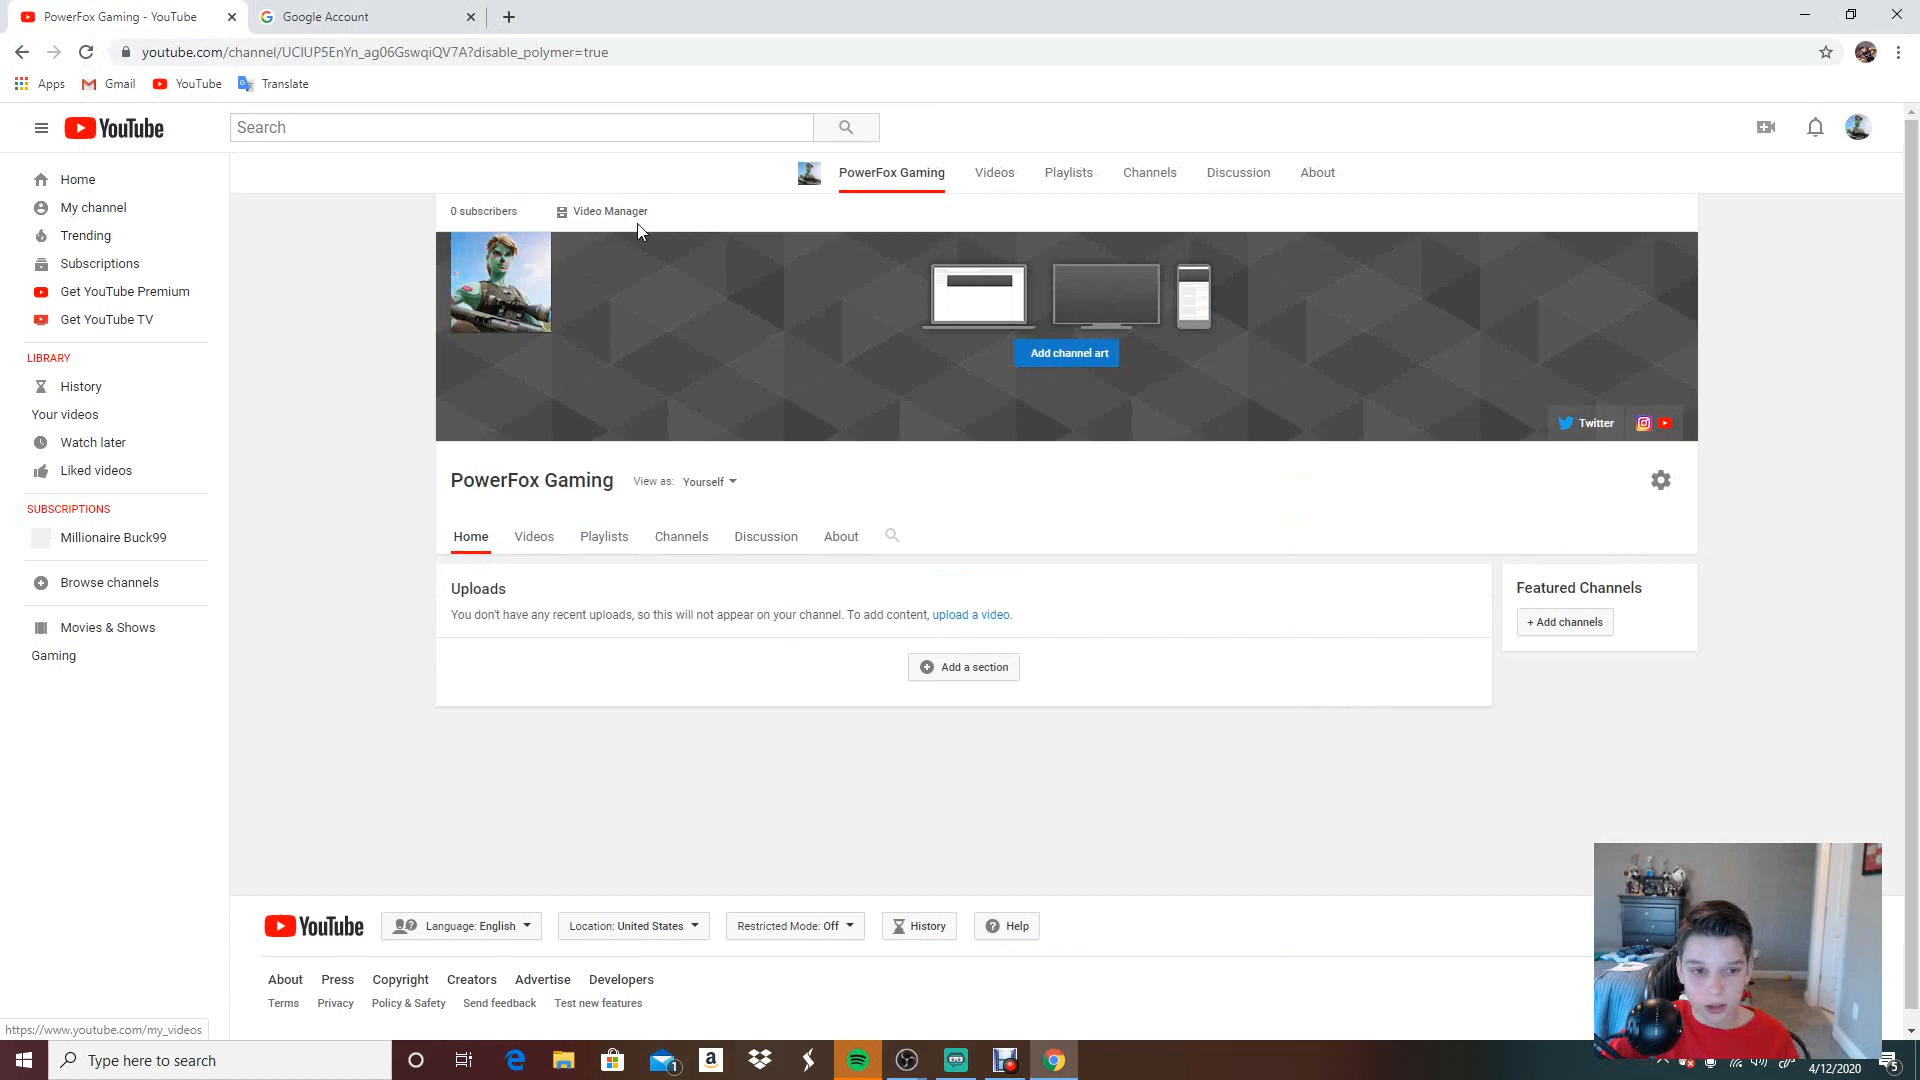 PowerFox Gaming - YouTube
Google Account
youtube.com/channel/UCIUP5EnYn_ag06GswqiQV7A?disable_polymer=true
Apps
Gmail
YouTube
Translate
YouTube
Search
PowerFox Gaming
Videos
Playlists
Channels
Discussion
About
Home
My channel
Trending
Subscriptions
Get YouTube Premium
Get YouTube TV
LIBRARY
History
Your videos
Watch later
Liked videos
SUBSCRIPTIONS
Millionaire Buck99
Browse channels
Movies & Shows
Gaming
0 subscribers
Video Manager
Add channel art
Twitter
PowerFox Gaming
View as: Yourself
Home
Videos
Playlists
Channels
Discussion
About
Uploads
You don't have any recent uploads, so this will not appear on your channel. To add content, upload a video.
Add a section
Featured Channels
+ Add channels
YouTube
Language: English
Location: United States
Restricted Mode: Off
History
Help
About
Press
Copyright
Creators
Advertise
Developers
Terms
Privacy
Policy & Safety
Send feedback
Test new features
https://www.youtube.com/my_videos
Type here to search
1
4/12/2020
5